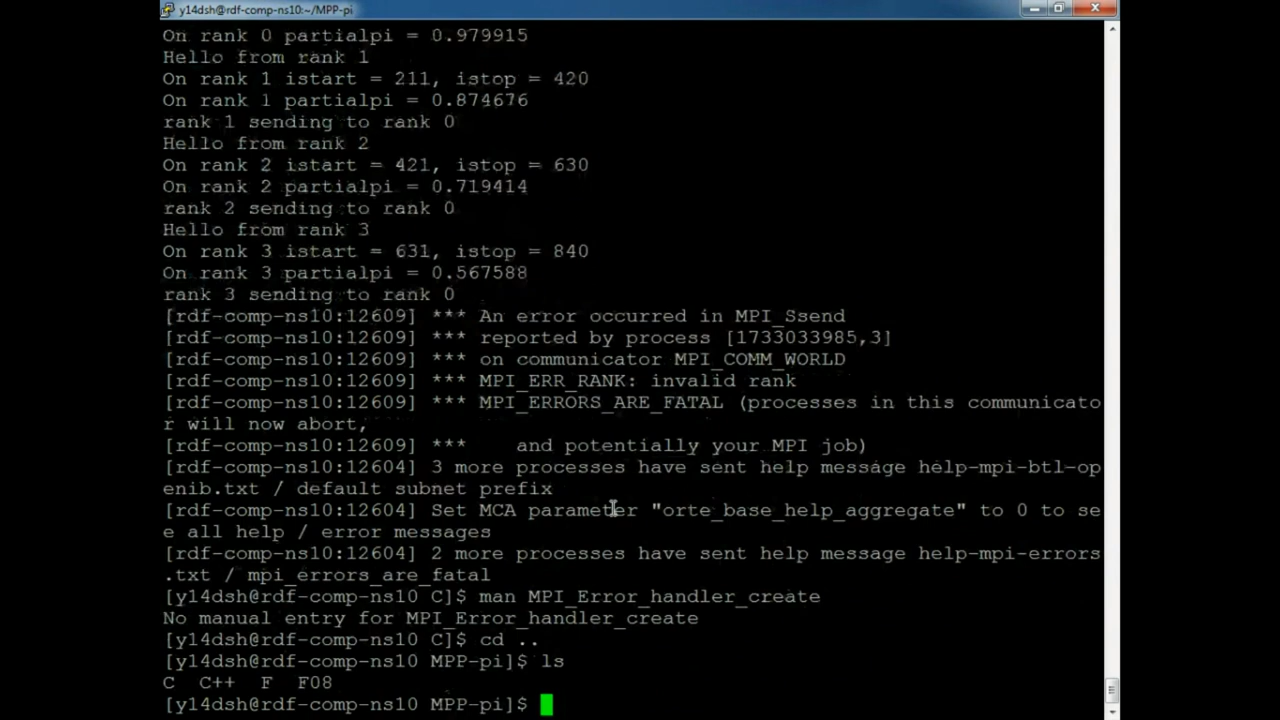 y14dsh@rdf-comp-ns10:~/MPP-pi
On rank 0 partialpi = 0.979915
Hello from rank 1
On rank 1 istart = 211, istop = 420
On rank 1 partialpi = 0.874676
rank 1 sending to rank 0
Hello from rank 2
On rank 2 istart = 421, istop = 630
On rank 2 partialpi = 0.719414
rank 2 sending to rank 0
Hello from rank 3
On rank 3 istart = 631, istop = 840
On rank 3 partialpi = 0.567588
rank 3 sending to rank 0
[rdf-comp-ns10:12609] *** An error occurred in MPI_Ssend
[rdf-comp-ns10:12609] *** reported by process [1733033985,3]
[rdf-comp-ns10:12609] *** on communicator MPI_COMM_WORLD
[rdf-comp-ns10:12609] *** MPI_ERR_RANK: invalid rank
[rdf-comp-ns10:12609] *** MPI_ERRORS_ARE_FATAL (processes in this communicato
r will now abort,
[rdf-comp-ns10:12609] ***    and potentially your MPI job)
[rdf-comp-ns10:12604] 3 more processes have sent help message help-mpi-btl-op
enib.txt / default subnet prefix
[rdf-comp-ns10:12604] Set MCA parameter "orte_base_help_aggregate" to 0 to se
e all help / error messages
[rdf-comp-ns10:12604] 2 more processes have sent help message help-mpi-errors
.txt / mpi_errors_are_fatal
[y14dsh@rdf-comp-ns10 C]$ man MPI_Error_handler_create
No manual entry for MPI_Error_handler_create
[y14dsh@rdf-comp-ns10 C]$ cd ..
[y14dsh@rdf-comp-ns10 MPP-pi]$ ls
C  C++  F  F08
[y14dsh@rdf-comp-ns10 MPP-pi]$